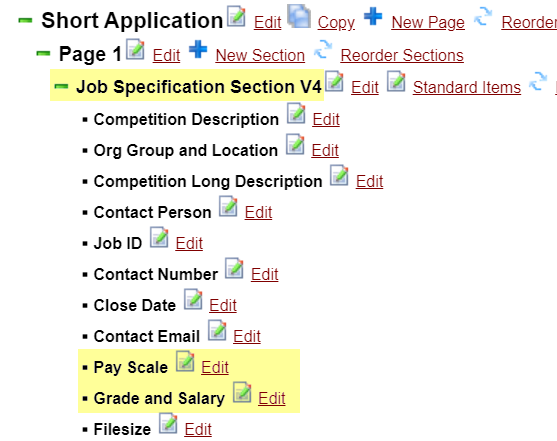 Short Application Edit Copy New Page Reorder
Page 1 Edit New Section Reorder Sections
Job Specification Section V4 Edit Standard Items
Competition Description Edit
Org Group and Location Edit
Competition Long Description Edit
Contact Person Edit
Job ID Edit
Contact Number Edit
Close Date Edit
Contact Email Edit
Pay Scale Edit
Grade and Salary Edit
Filesize Edit